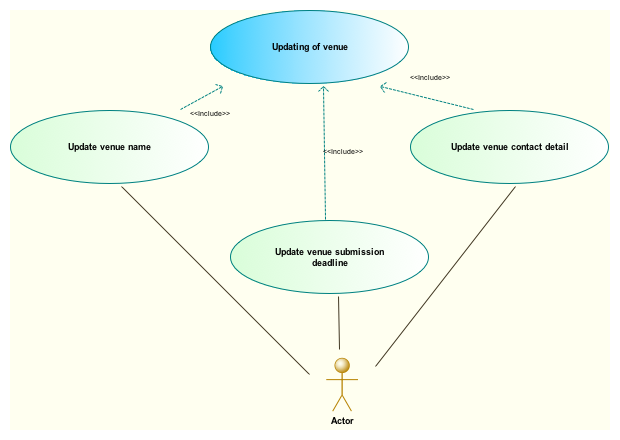 Updating of venue
<<Include>>
<<Include>>
Update venue name
<<Include>>
Update venue contact detail
Update venue submission
deadline
Actor